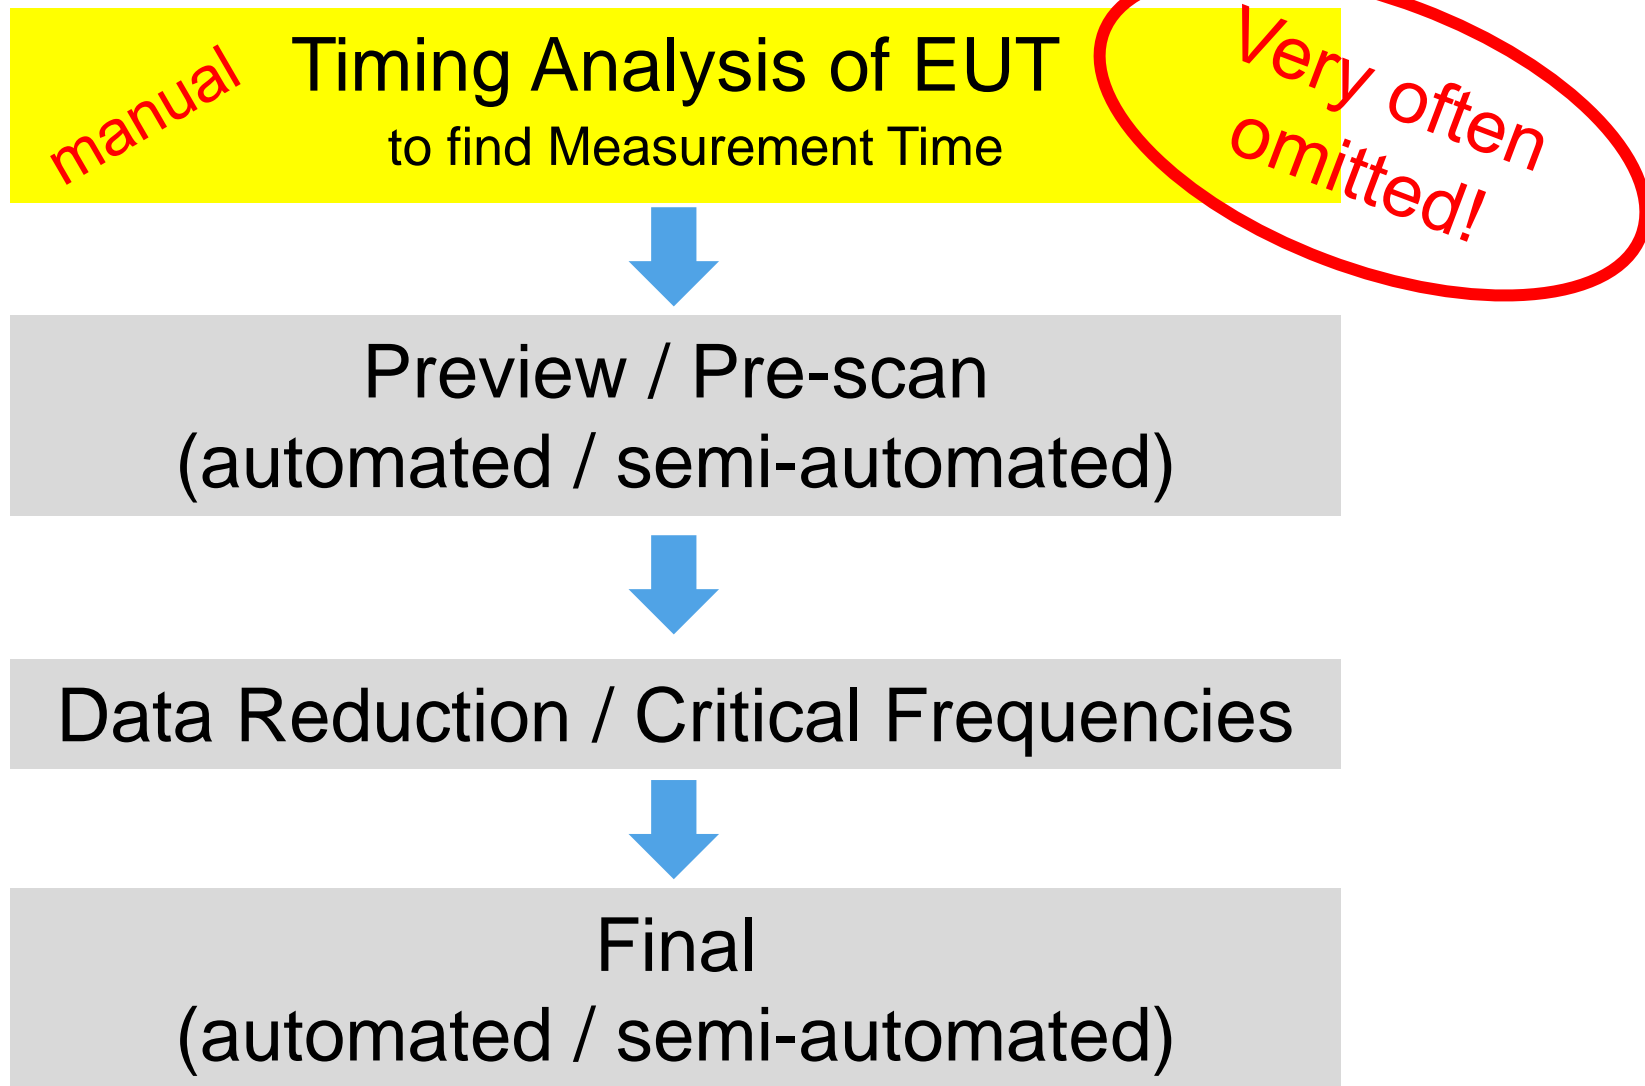 manual
Timing Analysis of EUT
to find Measurement Time
Very often
omitted!
Preview / Pre-scan
(automated / semi-automated)
Data Reduction / Critical Frequencies
Final
(automated / semi-automated)